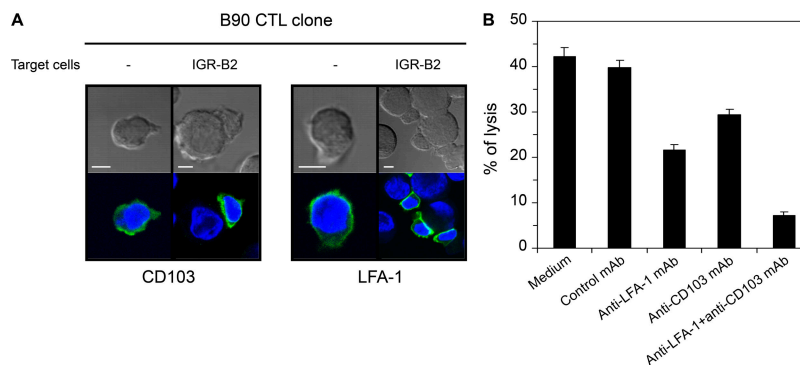 A
B90 CTL clone
Target cells - IGR-B2 - IGR-B2
CD103 LFA-1
B
% of lysis
50
40
30
20
10
0
Medium
Control mAb
Anti-LFA-1 mAb
Anti-CD103 mAb
Anti-LFA-1+anti-CD103 mAb